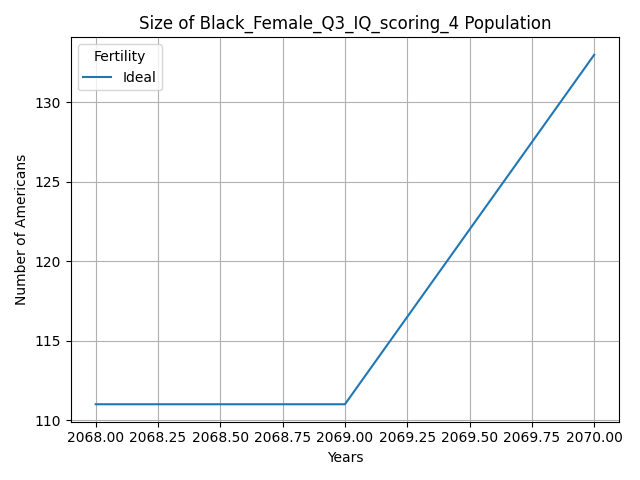 Size of Black_Female_Q3_IQ_scoring_4 Population
Fertility
Ideal
Number of Americans
130
125
120
115
110
2068.00 2068.25 2068.50 2068.75 2069.00 2069.25 2069.50 2069.75 2070.00
Years